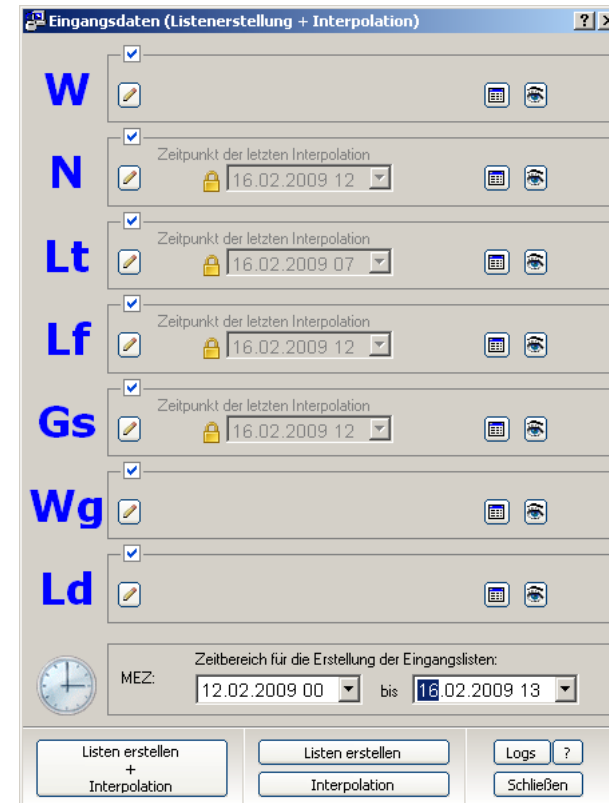 Eingangsdaten (Listenerstellung + Interpolation) ? X
W
N
Zeitpunkt der letzten Interpolation
16.02.2009 12
Lt
Zeitpunkt der letzten Interpolation
16.02.2009 07
Lf
Zeitpunkt der letzten Interpolation
16.02.2009 12
Gs
Zeitpunkt der letzten Interpolation
16.02.2009 12
Wg
Ld
Zeitbereich für die Erstellung der Eingangslisten:
MEZ: 12.02.2009 00 bis 16.02.2009 13
Listen erstellen
+
Interpolation
Listen erstellen
Interpolation
Logs ?
Schließen